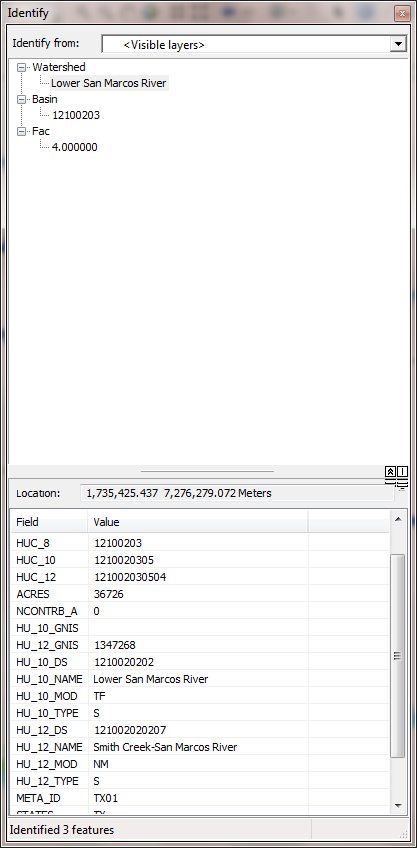 Identify
Identify from: <Visible layers>
Watershed
Lower San Marcos River
Basin
12100203
Fac
4.000000
Location: 1,735,425.437 7,276,279.072 Meters
Field Value
HUC_8 12100203
HUC_10 1210020305
HUC_12 121002030504
ACRES 36726
NCONTRB_A 0
HU_10_GNIS
HU_12_GNIS 1347268
HU_10_DS 1210020202
HU_10_NAME Lower San Marcos River
HU_10_MOD TF
HU_10_TYPE S
HU_12_DS 121002020207
HU_12_NAME Smith Creek-San Marcos River
HU_12_MOD NM
HU_12_TYPE S
META_ID TX01
STATES TX
Identified 3 features